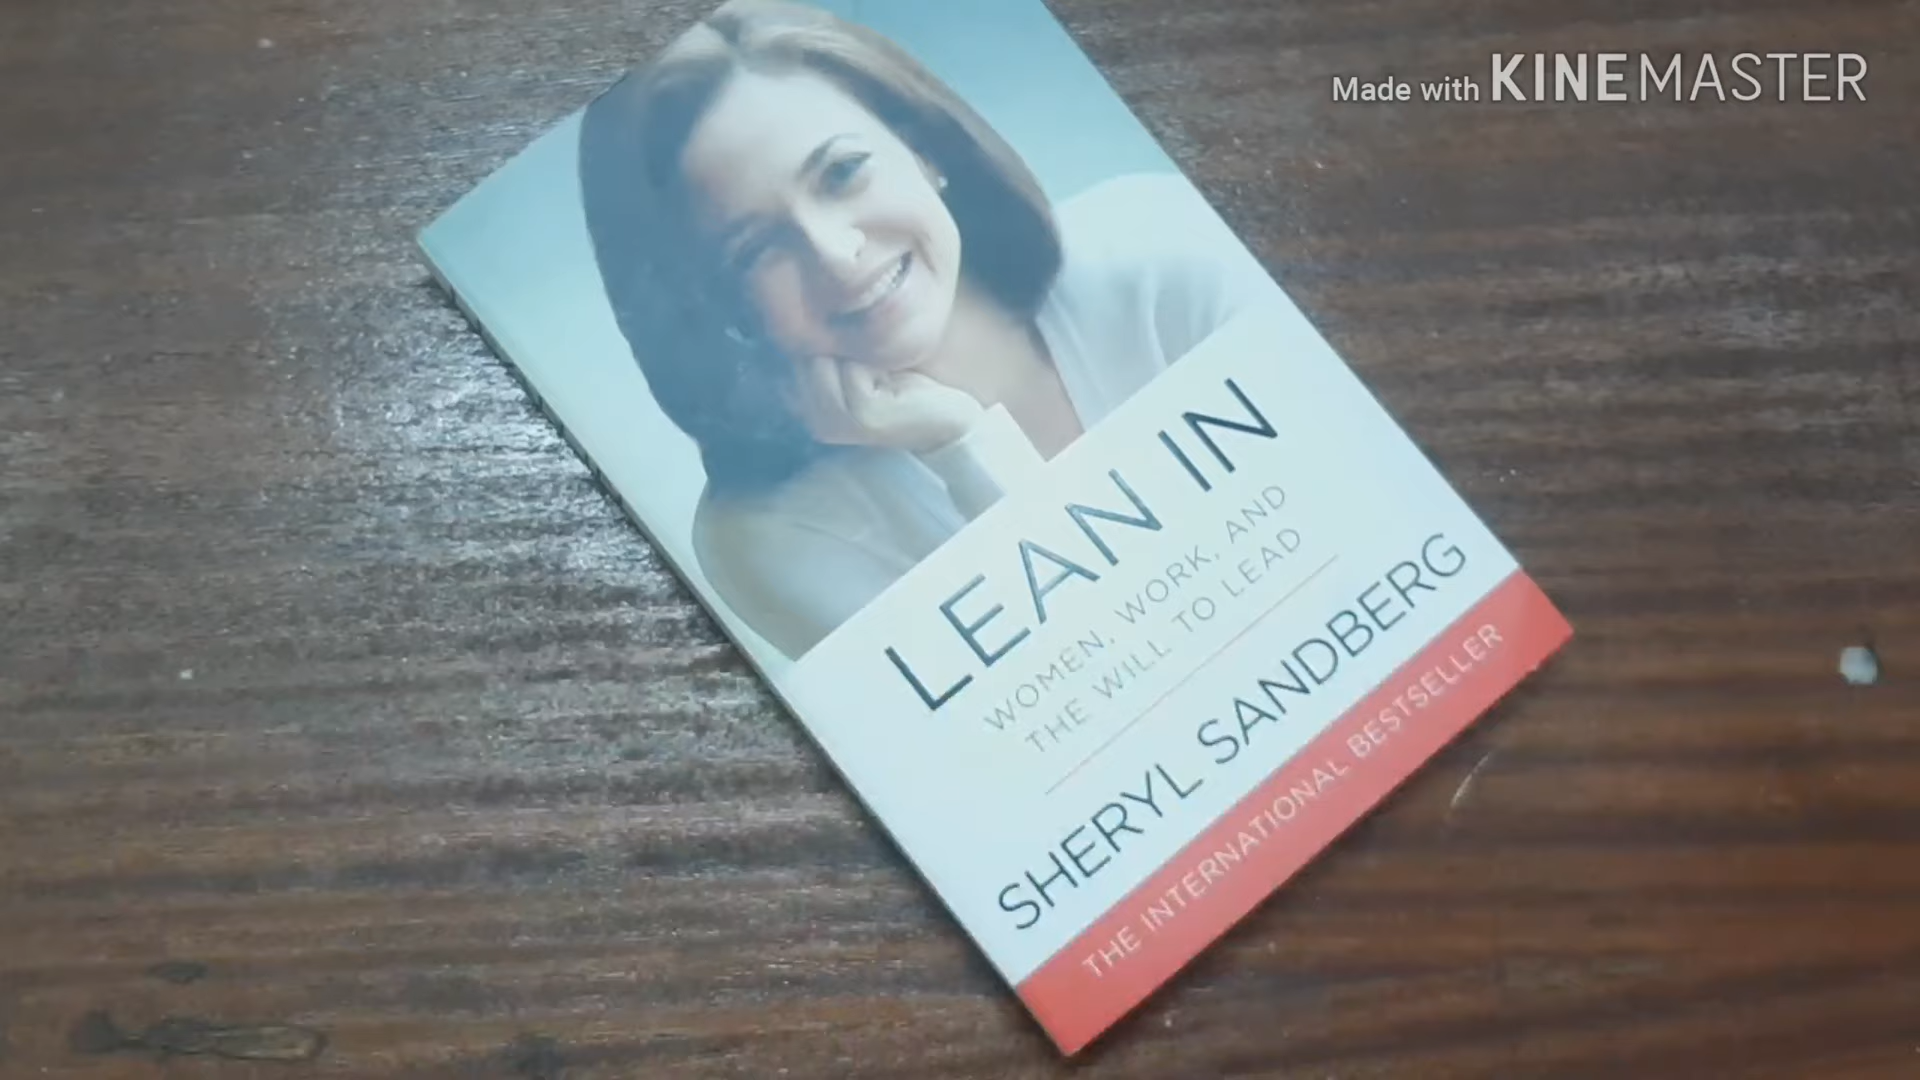 Made with KINEMASTER
LEAN IN
WOMEN, WORK, AND
THE WILL TO LEAD
SHERYL SANDBERG
THE INTERNATIONAL BESTSELLER